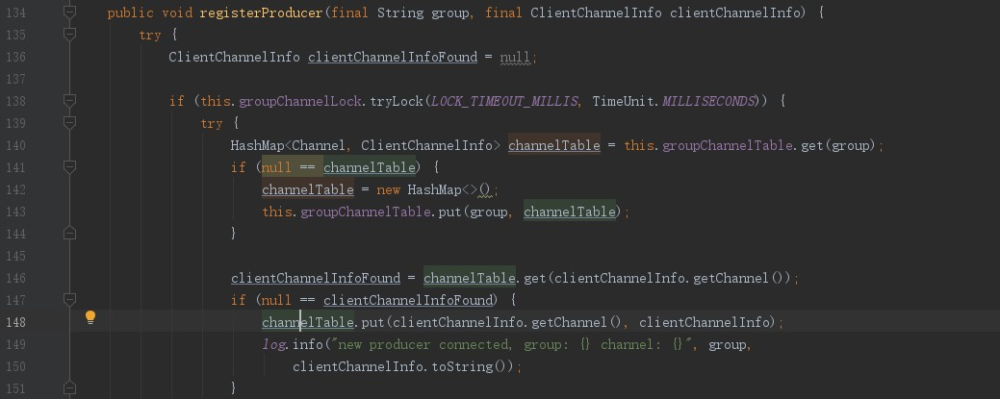 134 public void registerProducer(final String group, final ClientChannelInfo clientChannelInfo) {
135 try {
136 ClientChannelInfo clientChannelInfoFound = null;
137
138 if (this.groupChannelLock.tryLock(LOCK_TIMEOUT_MILLIS, TimeUnit.MILLISECONDS)) {
139 try {
140 HashMap<Channel, ClientChannelInfo> channelTable = this.groupChannelTable.get(group);
141 if (null == channelTable) {
142 channelTable = new HashMap<>();
143 this.groupChannelTable.put(group, channelTable);
144 }
145
146 clientChannelInfoFound = channelTable.get(clientChannelInfo.getChannel());
147 if (null == clientChannelInfoFound) {
148 channelTable.put(clientChannelInfo.getChannel(), clientChannelInfo);
149 log.info("new producer connected, group: {} channel: {}", group,
150 clientChannelInfo.toString());
151 }